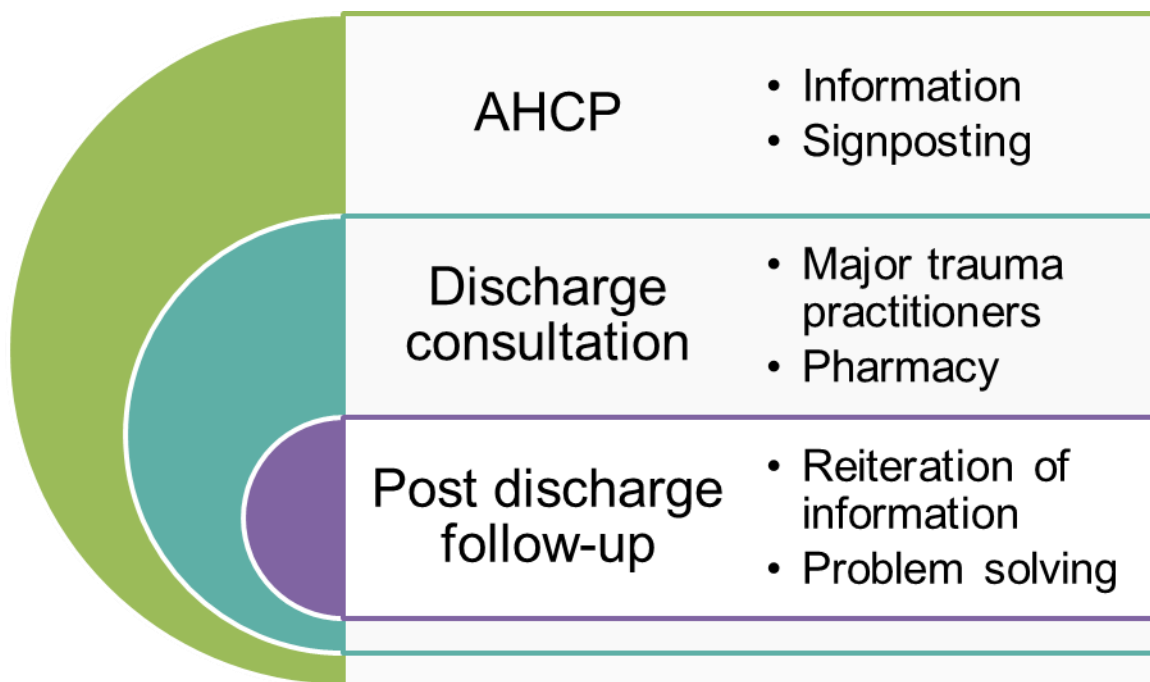 AHCP
• Information
• Signposting
Discharge
consultation
• Major trauma
practitioners
• Pharmacy
Post discharge
follow-up
• Reiteration of
information
• Problem solving